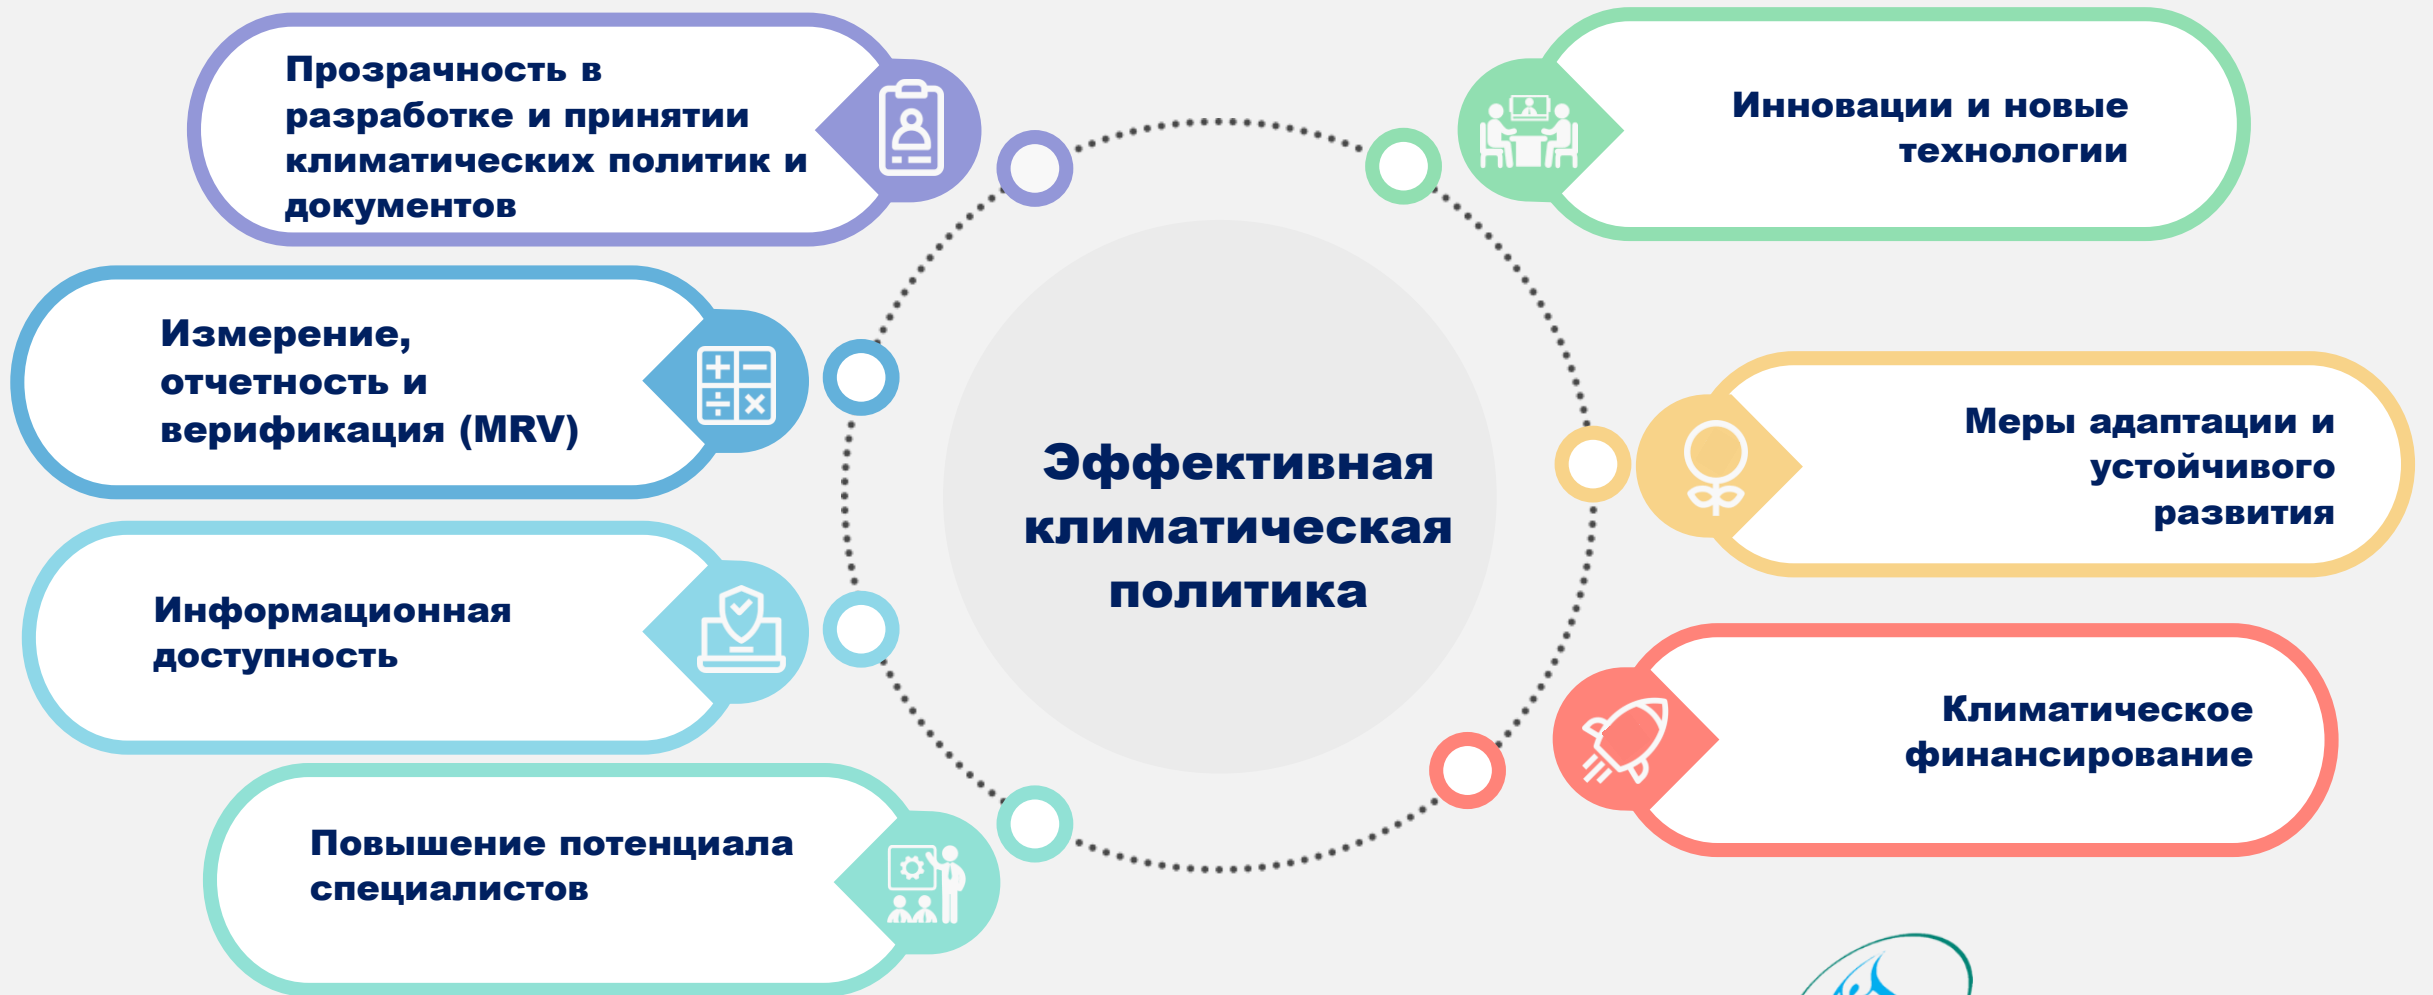 Прозрачность в
разработке и принятии
климатических политик и
документов
Измерение,
отчетность и
верификация (MRV)
Информационная
доступность
Повышение потенциала
специалистов
Эффективная
климатическая
политика
Инновации и новые
технологии
Меры адаптации и
устойчивого
развития
Климатическое
финансирование